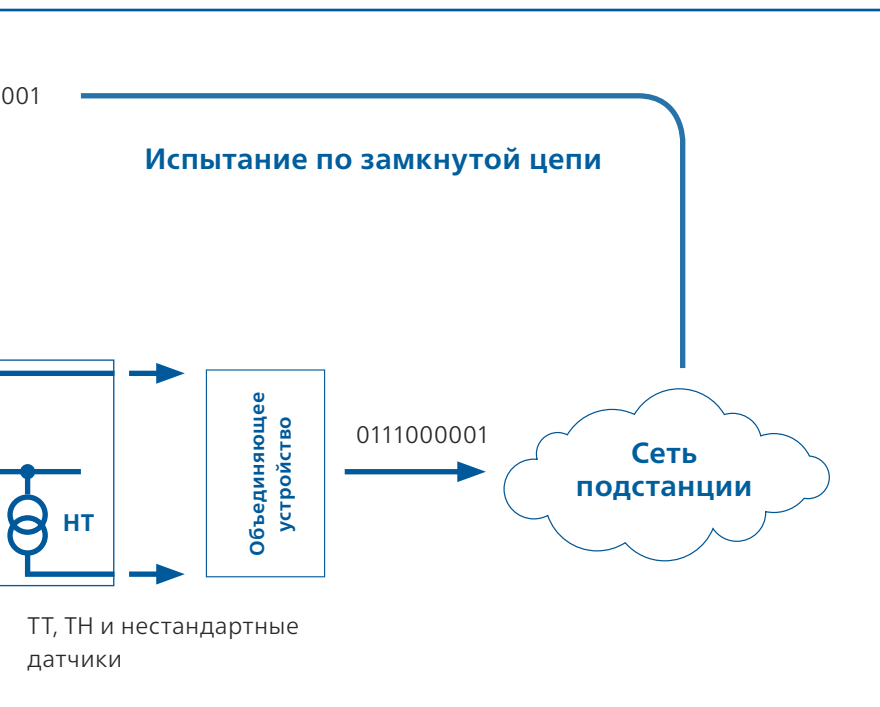 001
Испытание по замкнутой цепи
Объединяющее
устройство
0111000001
Сеть
подстанции
НТ
ТТ, ТН и нестандартные
датчики